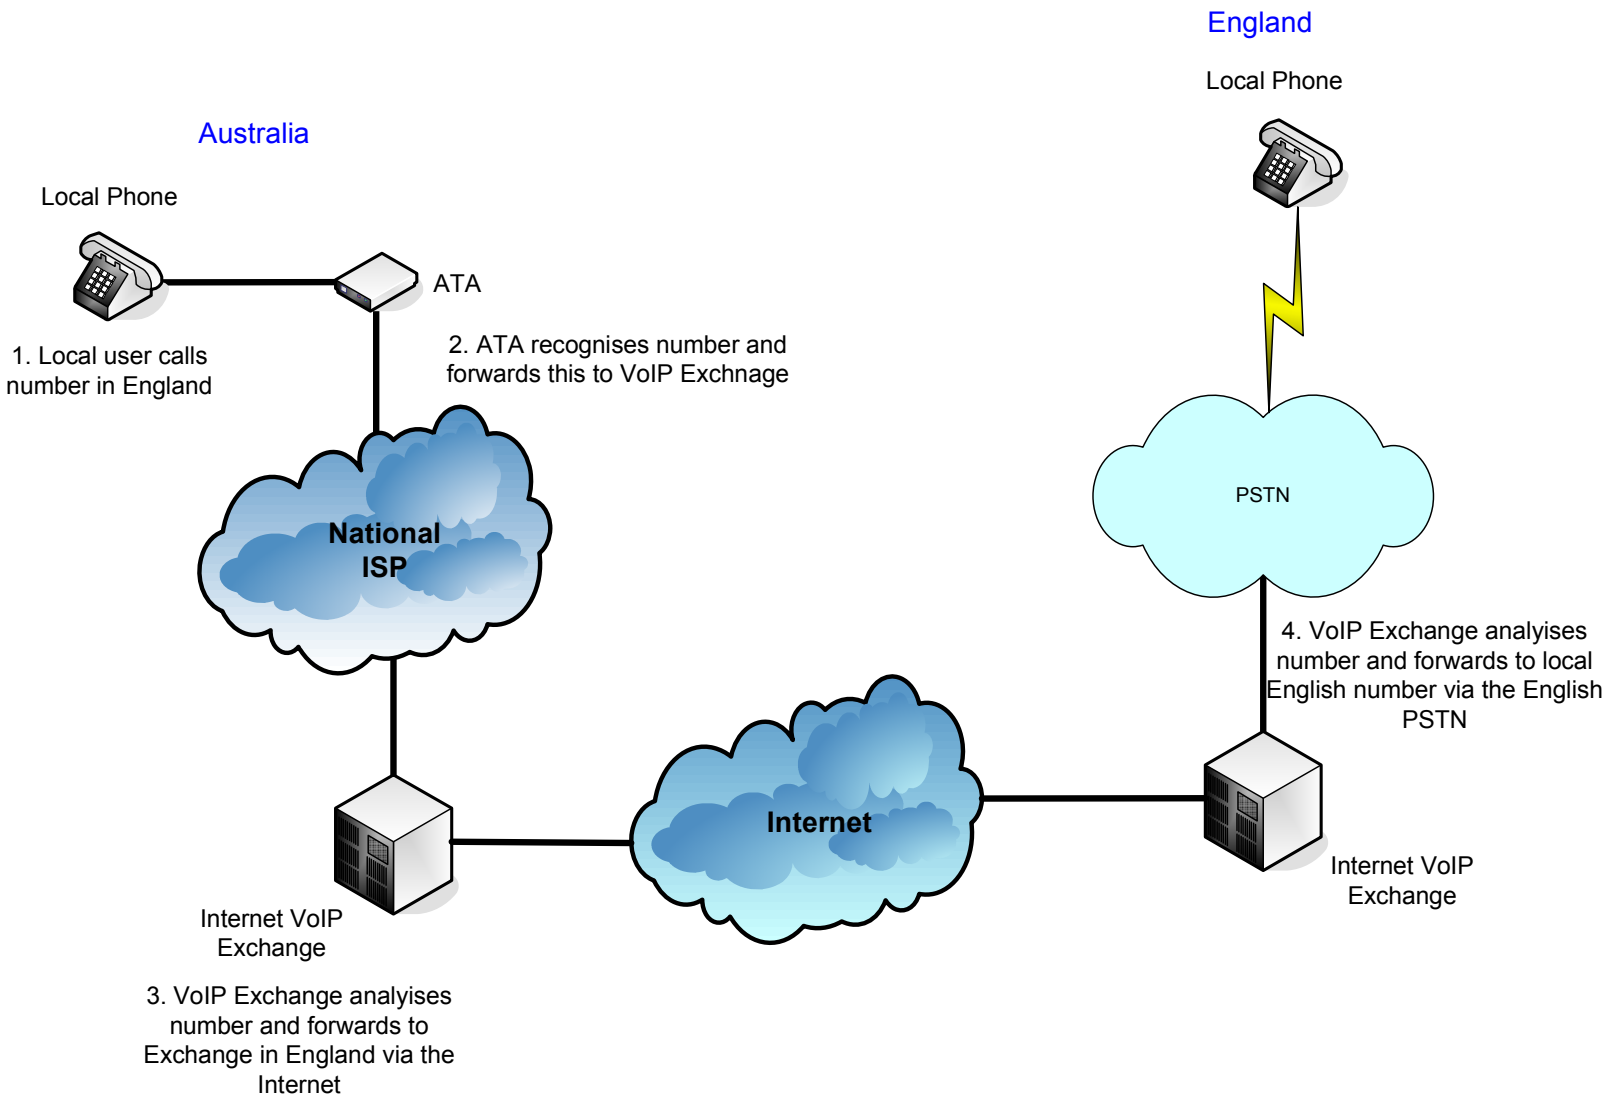 England
Local Phone
Australia
Local Phone
ATA
1. Local user calls
number in England
2. ATA recognises number and
forwards this to VoIP Exchnage
National
ISP
PSTN
4. VoIP Exchange analyises
number and forwards to local
English number via the English
PSTN
Internet
Internet VoIP
Exchange
Internet VoIP
Exchange
3. VoIP Exchange analyises
number and forwards to
Exchange in England via the
Internet